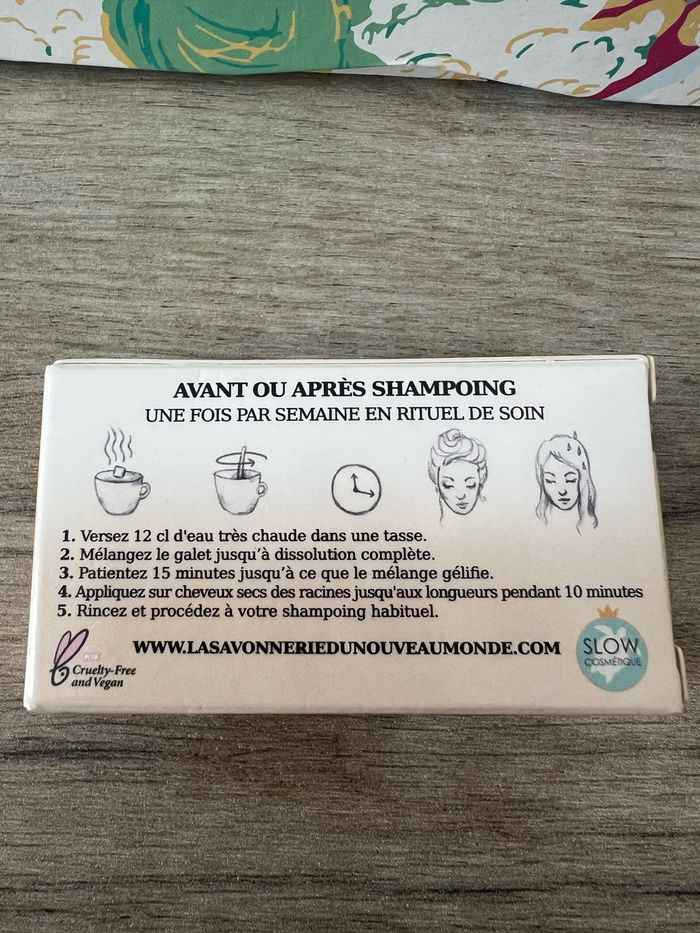 AVANT OU APRÈS SHAMPOING
UNE FOIS PAR SEMAINE EN RITUEL DE SOIN
1. Versez 12 cl d'eau très chaude dans une tasse.
2. Mélangez le galet jusqu'à dissolution complète.
3. Patientez 15 minutes jusqu'à ce que le mélange gélifie.
4. Appliquez sur cheveux secs des racines jusqu'aux longueurs pendant 10 minutes
5. Rincez et procédez à votre shampoing habituel.
WWW.LASAVONNERIEDUNOUVEAUMONDE.COM
Cruelty-Free
and Vegan
SLOW
COSMÉTIQUE